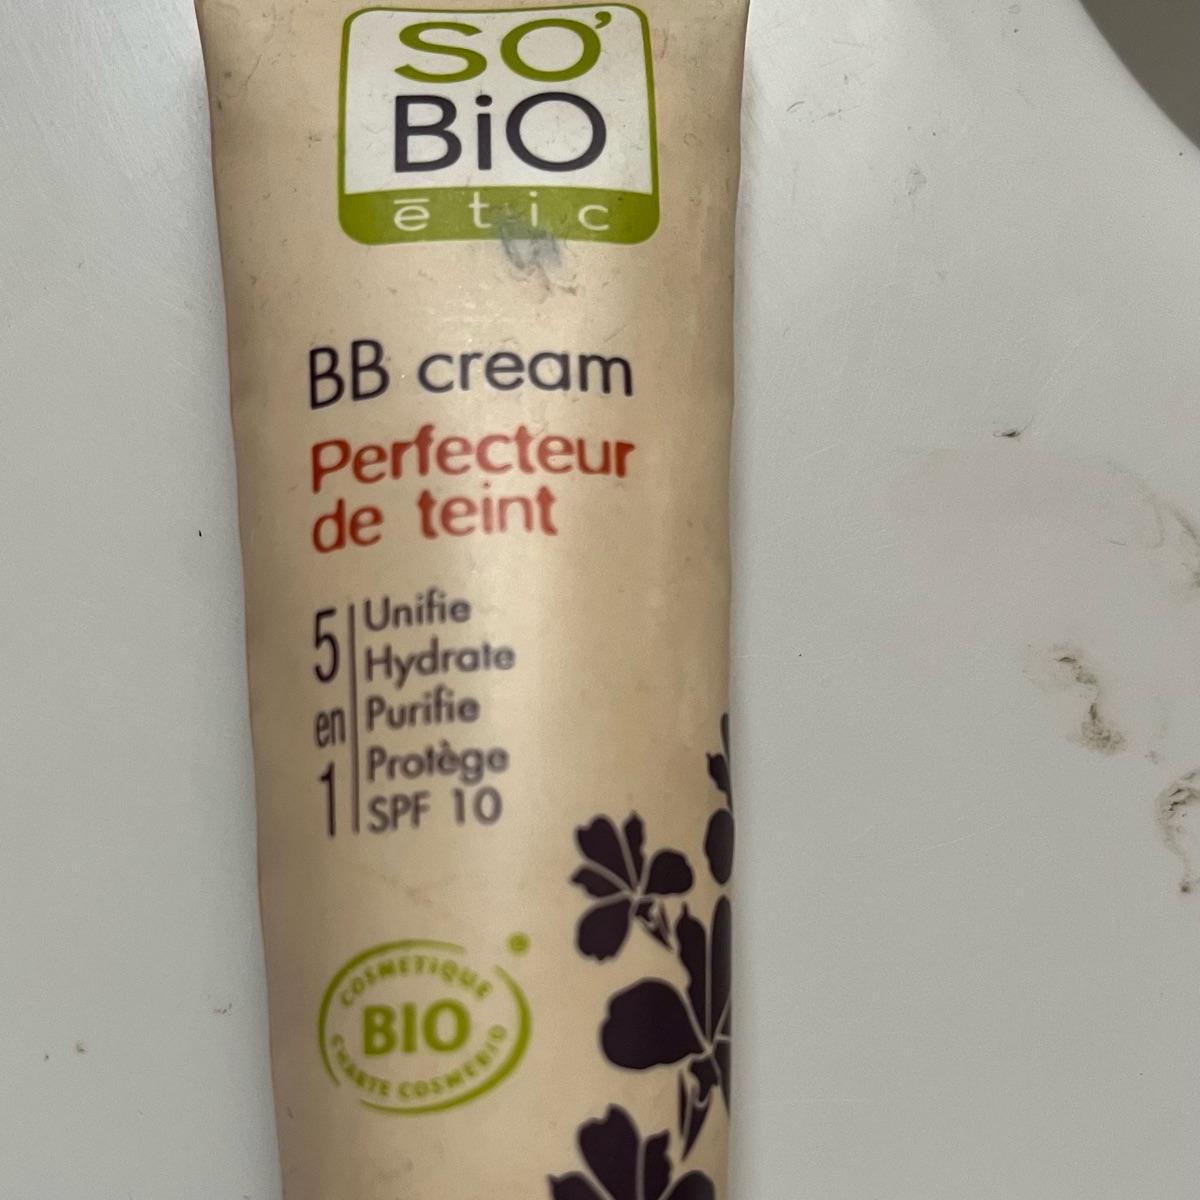 SO'
BiO
ētic
BB cream
Perfecteur
de teint
5 en 1
Unifie
Hydrate
Purifie
Protège
SPF 10
COSMETIQUE
BIO
CHARTE COSMEBIO